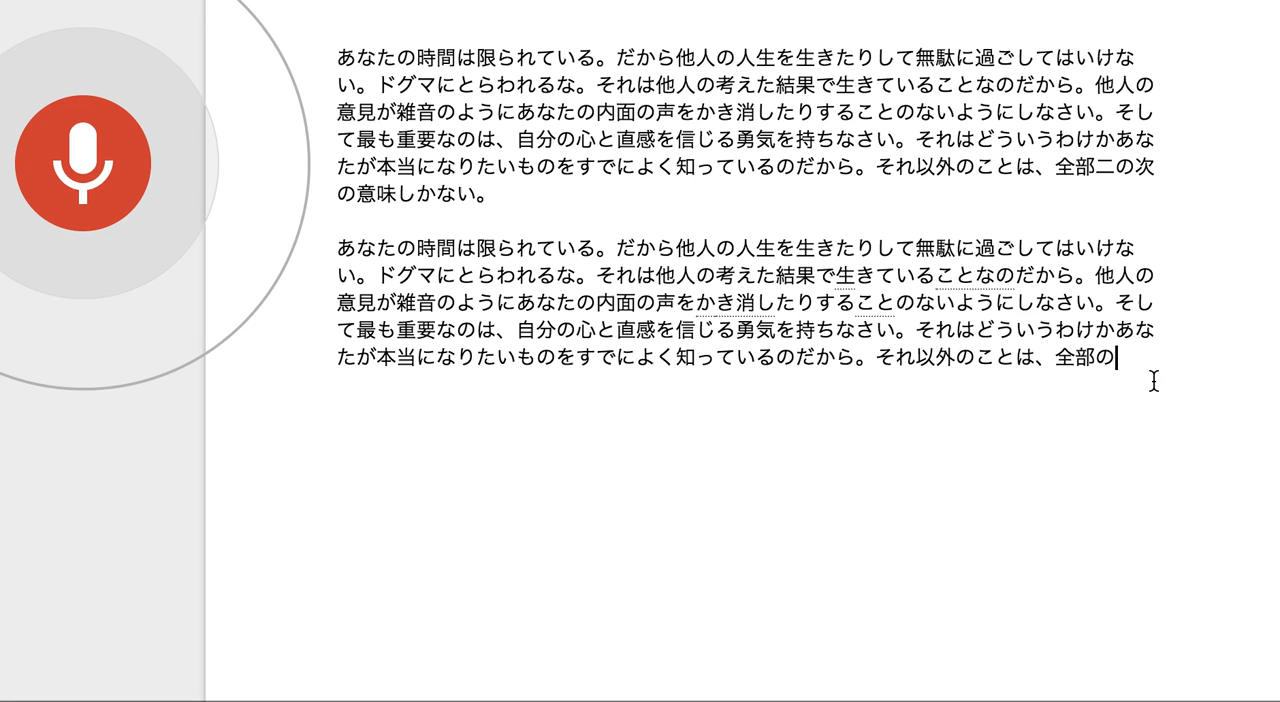 あなたの時間は限られている。だから他人の人生を生きたりして無駄に過ごしてはいけな
い。ドグマにとらわれるな。それは他人の考えた結果で生きていることなのだから。他人の
意見が雑音のようにあなたの内面の声をかき消したりすることのないようにしなさい。そし
て最も重要なのは、自分の心と直感を信じる勇気を持ちなさい。それはどういうわけかあな
たが本当になりたいものをすでによく知っているのだから。それ以外のことは、全部二の次
の意味しかない。
あなたの時間は限られている。だから他人の人生を生きたりして無駄に過ごしてはいけな
い。ドグマにとらわれるな。それは他人の考えた結果で生きていることなのだから。他人の
意見が雑音のようにあなたの内面の声をかき消したりすることのないようにしなさい。そし
て最も重要なのは、自分の心と直感を信じる勇気を持ちなさい。それはどういうわけかあな
たが本当になりたいものをすでによく知っているのだから。それ以外のことは、全部の